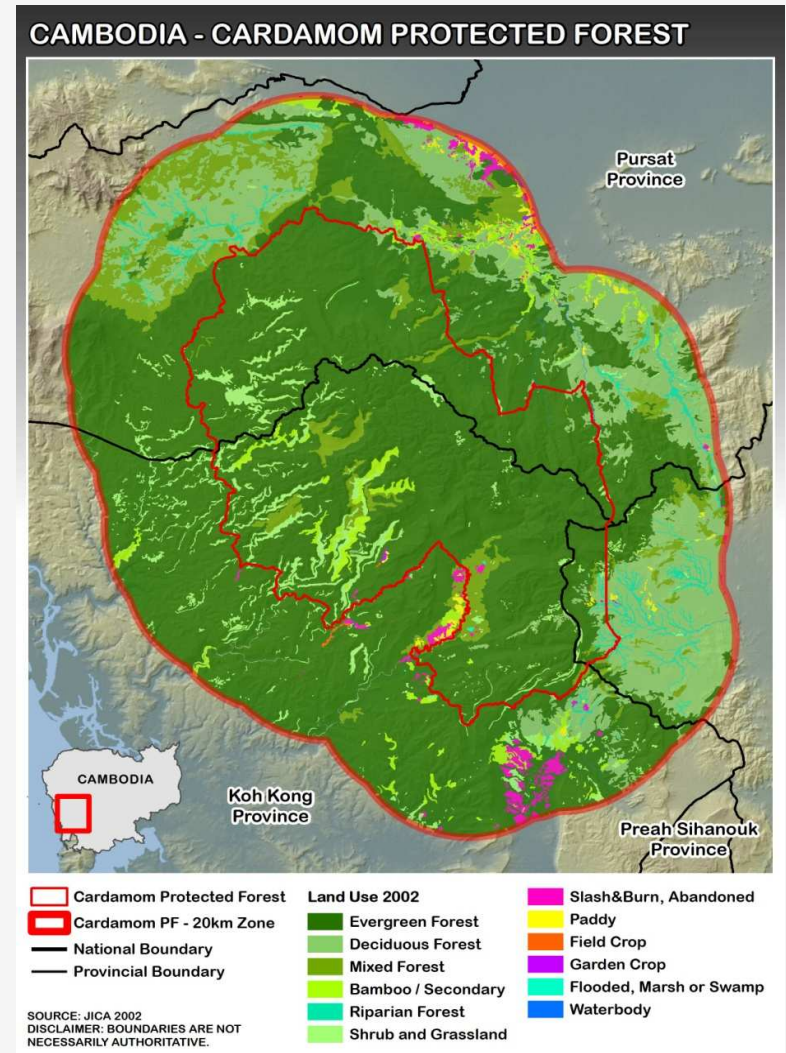 CAMBODIA - CARDAMOM PROTECTED FOREST
Pursat
Province
CAMBODIA
Koh Kong
Province
Preah Sihanouk
Province
Cardamom Protected Forest
Cardamom PF - 20km Zone
National Boundary
Provincial Boundary
SOURCE: JICA 2002
DISCLAIMER: BOUNDARIES ARE NOT
NECESSARILY AUTHORITATIVE.
Land Use 2002
Evergreen Forest
Deciduous Forest
Mixed Forest
Bamboo / Secondary
Riparian Forest
Shrub and Grassland
Slash&Burn, Abandoned
Paddy
Field Crop
Garden Crop
Flooded, Marsh or Swamp
Waterbody